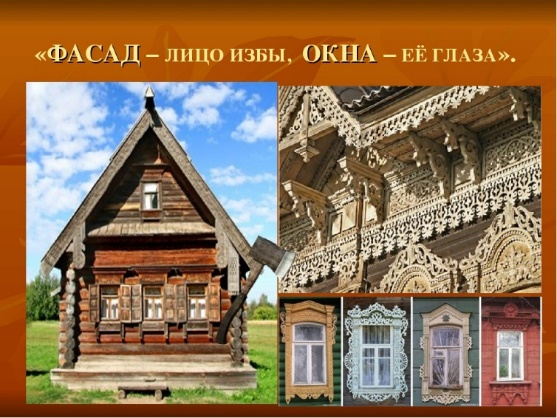 «ФАСАД – ЛИЦО ИЗБЫ, ОКНА – ЕЁ ГЛАЗА».